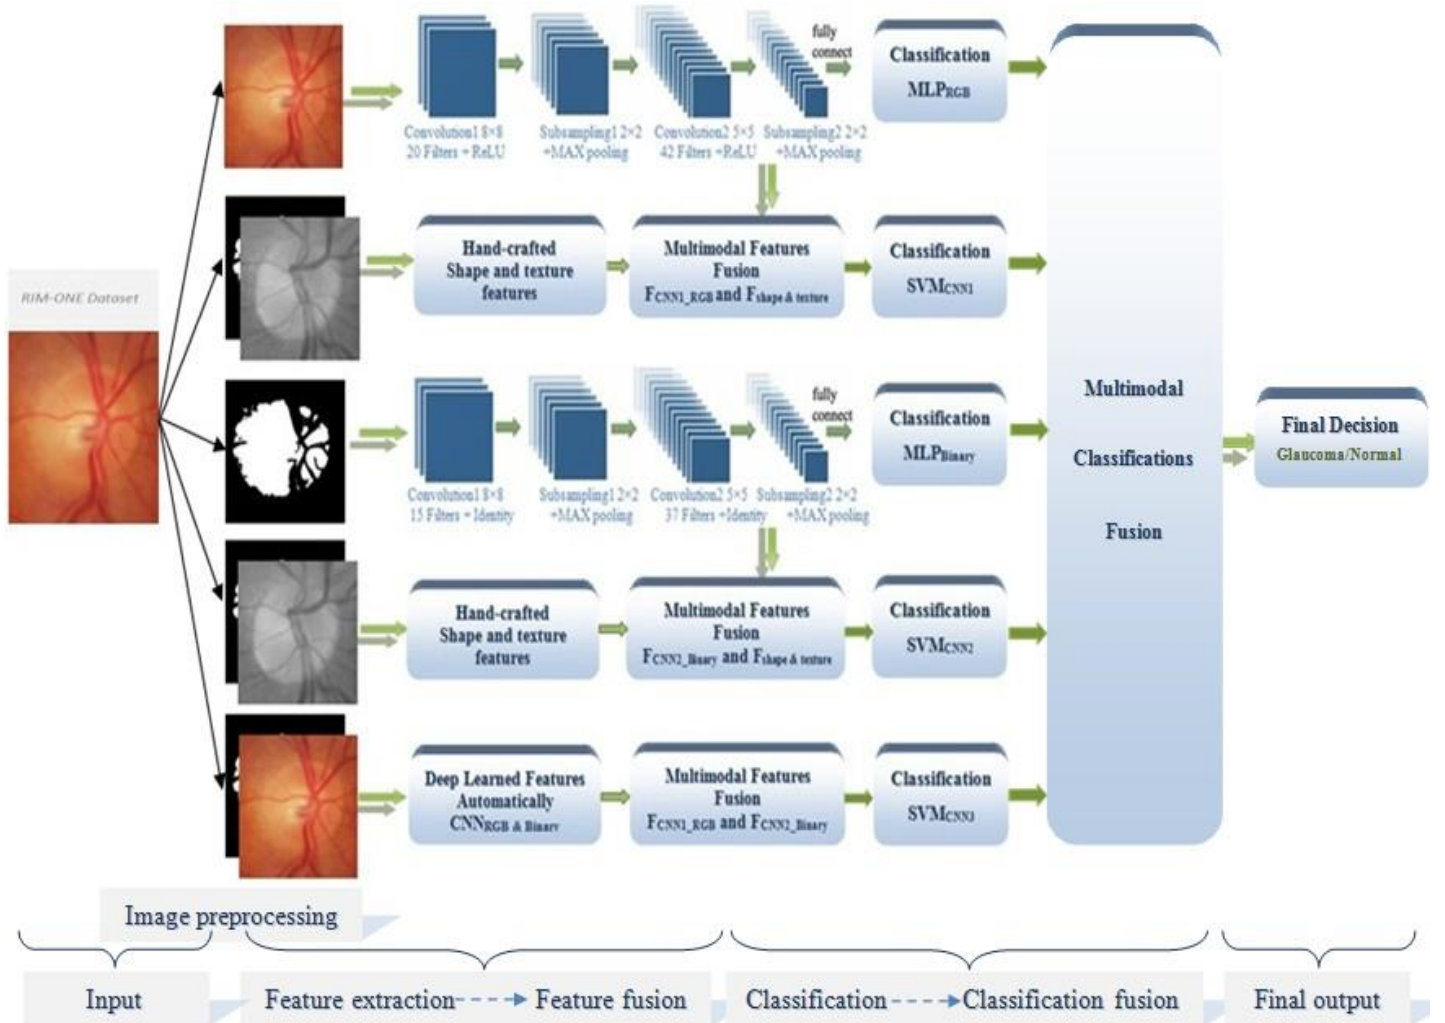 RIM-ONE Dataset
Convolution1 8×8
20 Filters + ReLU
Subsampling1 2×2
+MAX pooling
Convolution2 5×5
42 Filters +ReLU
Subsampling2 2×2
+MAX pooling
fully
connect
Classification
MLPRGB
Hand-crafted
Shape and texture
features
Multimodal Features
Fusion
FCNN1_RGB and Fshape & texture
Classification
SVMCNN1
Convolution1 8×8
15 Filters + Identity
Subsampling1 2×2
+MAX pooling
Convolution2 5×5
37 Filters +Identity
Subsampling2 2×2
+MAX pooling
fully
connect
Classification
MLPBinary
Hand-crafted
Shape and texture
features
Multimodal Features
Fusion
FCNN2_Binary and Fshape & texture
Classification
SVMCNN2
Deep Learned Features
Automatically
CNNRGB & Binary
Multimodal Features
Fusion
FCNN1_RGB and FCNN2_Binary
Classification
SVMCNN3
Multimodal
Classifications
Fusion
Final Decision
Glaucoma/Normal
Image preprocessing
Input
Feature extraction
Feature fusion
Classification
Classification fusion
Final output